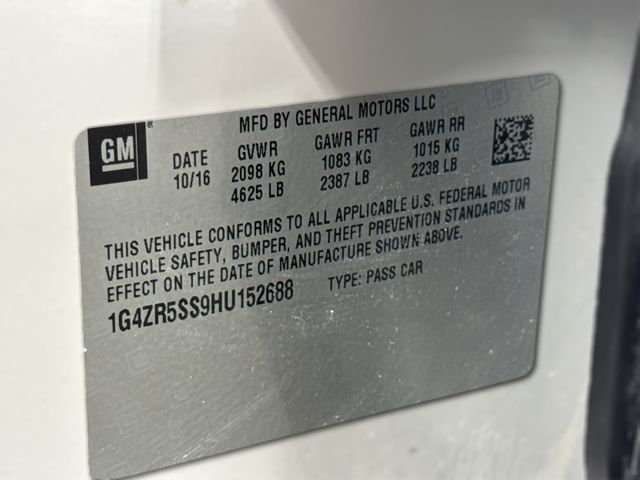 MFD BY GENERAL MOTORS LLC
GM
DATE GVWR GAWR FRT GAWR RR
10/16 2098 KG 1083 KG 1015 KG
4625 LB 2387 LB 2238 LB
THIS VEHICLE CONFORMS TO ALL APPLICABLE U.S. FEDERAL MOTOR
VEHICLE SAFETY, BUMPER, AND THEFT PREVENTION STANDARDS IN
EFFECT ON THE DATE OF MANUFACTURE SHOWN ABOVE.
1G4ZR5SS9HU152688 TYPE: PASS CAR